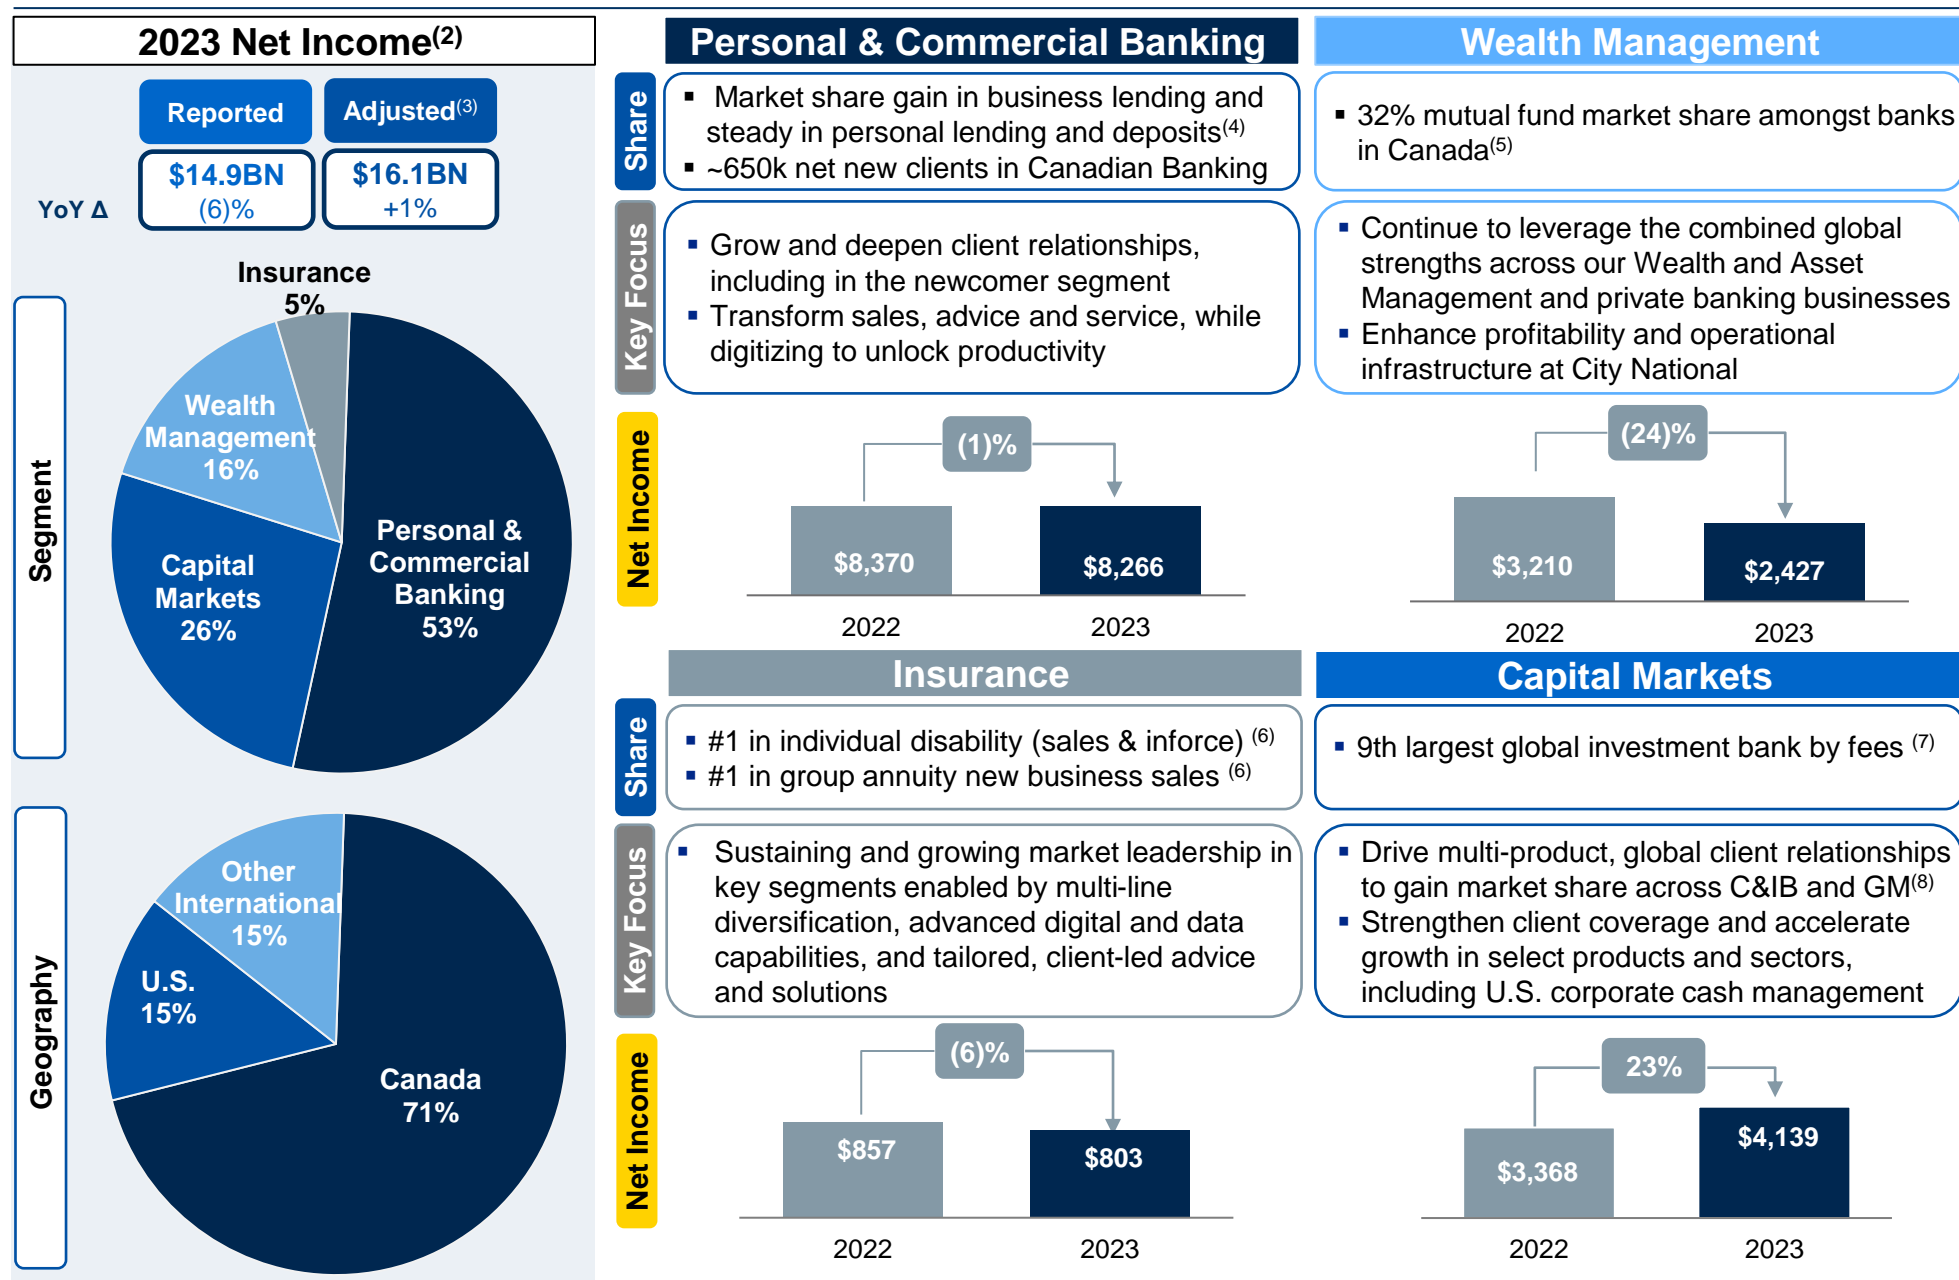 2023 Net Income(2)
Reported
Adjusted(3)
$14.9BN
(6)%
$16.1BN
+1%
YoY Δ
Segment
Insurance
5%
Wealth
Management
16%
Capital
Markets
26%
Personal &
Commercial
Banking
53%
Geography
Other
International
15%
U.S.
15%
Canada
71%
Personal & Commercial Banking
Share
▪ Market share gain in business lending and
steady in personal lending and deposits(4)
▪ ~650k net new clients in Canadian Banking
Key Focus
▪ Grow and deepen client relationships,
including in the newcomer segment
▪ Transform sales, advice and service, while
digitizing to unlock productivity
Net Income
(1)%
$8,370
$8,266
2022
2023
Wealth Management
▪ 32% mutual fund market share amongst banks
in Canada(5)
▪ Continue to leverage the combined global
strengths across our Wealth and Asset
Management and private banking businesses
▪ Enhance profitability and operational
infrastructure at City National
(24)%
$3,210
$2,427
2022
2023
Insurance
Share
▪ #1 in individual disability (sales & inforce) (6)
▪ #1 in group annuity new business sales (6)
Key Focus
▪ Sustaining and growing market leadership in
key segments enabled by multi-line
diversification, advanced digital and data
capabilities, and tailored, client-led advice
and solutions
Net Income
(6)%
$857
$803
2022
2023
Capital Markets
▪ 9th largest global investment bank by fees (7)
▪ Drive multi-product, global client relationships
to gain market share across C&IB and GM(8)
▪ Strengthen client coverage and accelerate
growth in select products and sectors,
including U.S. corporate cash management
23%
$3,368
$4,139
2022
2023